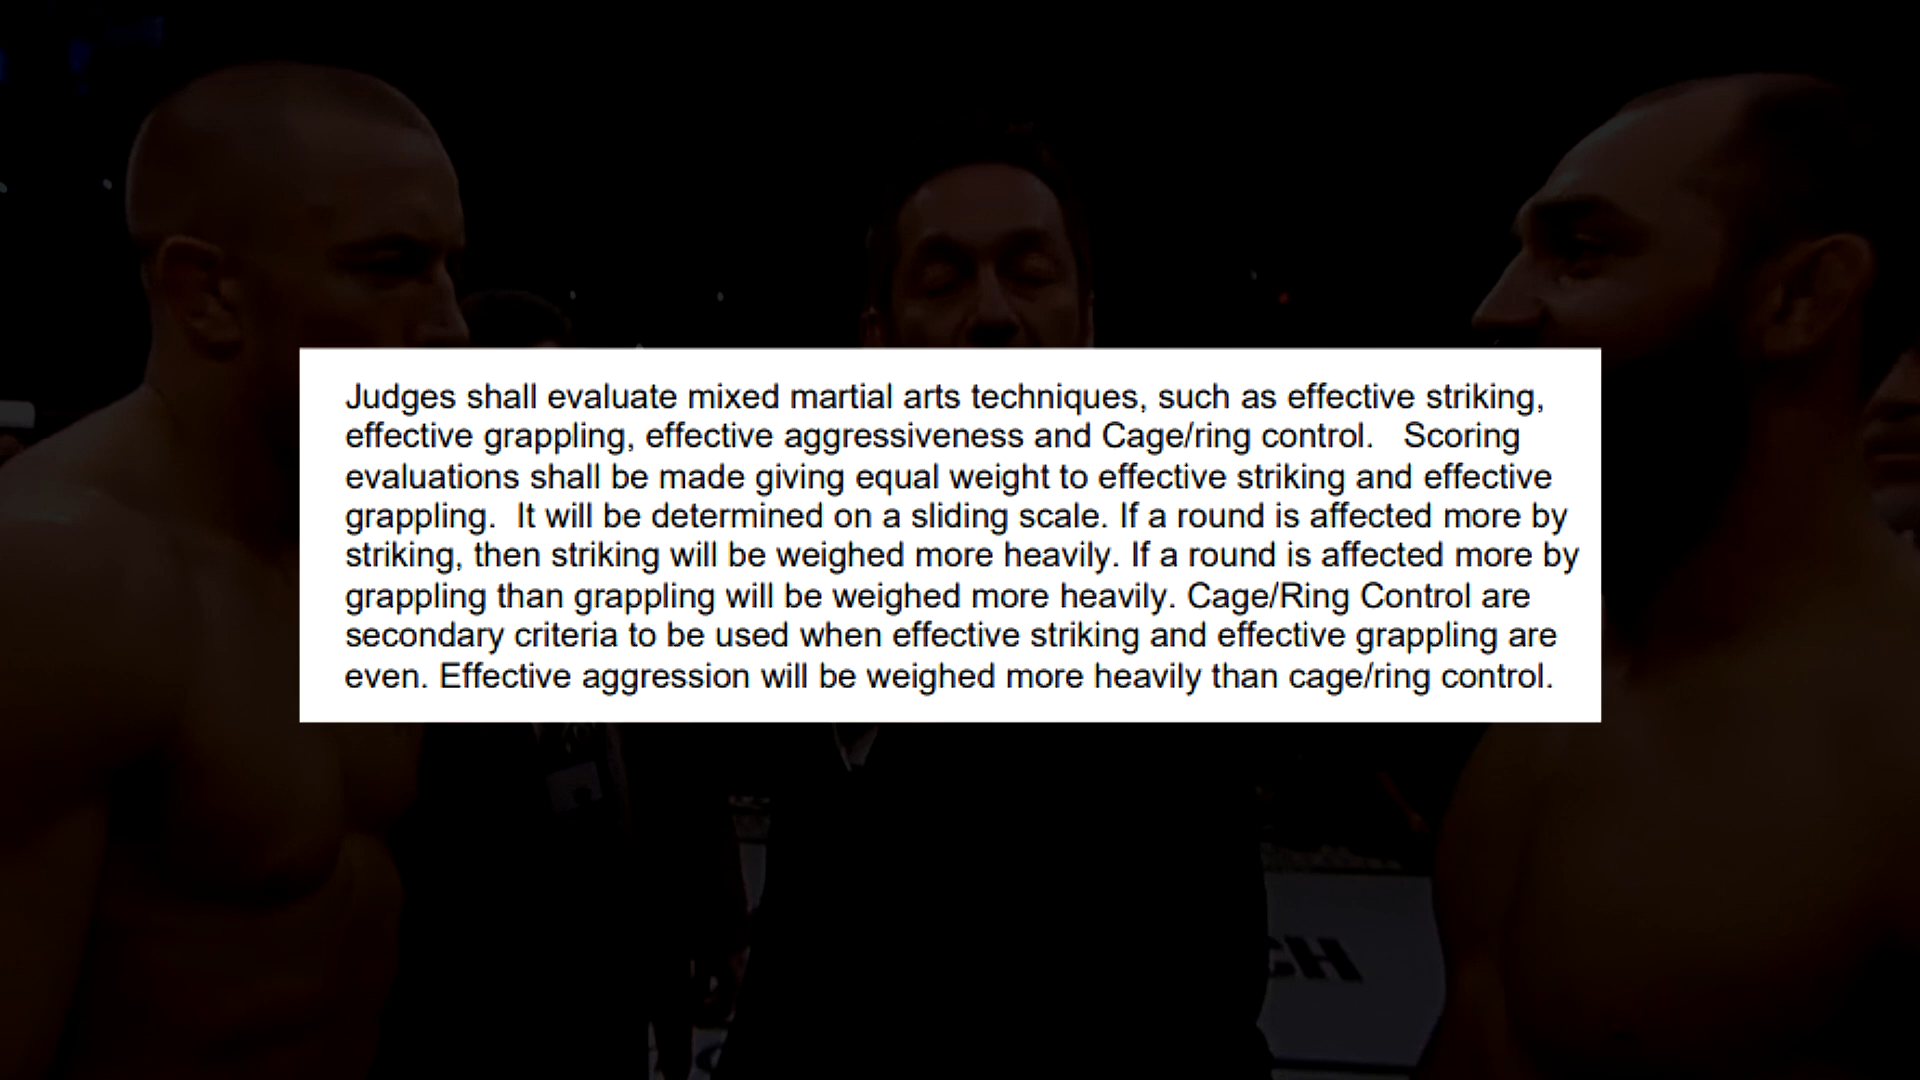 Judges shall evaluate mixed martial arts techniques, such as effective striking,
effective grappling, effective aggressiveness and Cage/ring control.   Scoring
evaluations shall be made giving equal weight to effective striking and effective
grappling.  It will be determined on a sliding scale. If a round is affected more by
striking, then striking will be weighed more heavily. If a round is affected more by
grappling than grappling will be weighed more heavily. Cage/Ring Control are
secondary criteria to be used when effective striking and effective grappling are
even. Effective aggression will be weighed more heavily than cage/ring control.
CH